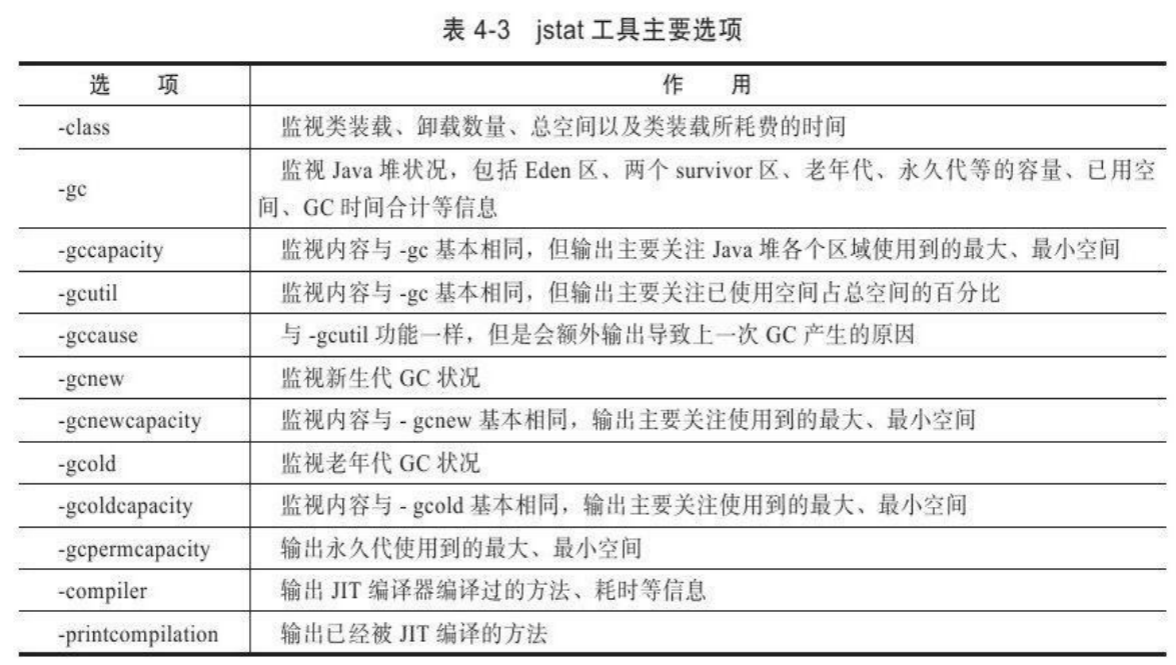 表 4-3 jstat 工具主要选项
选 项 作 用
-class 监视类装载、卸载数量、总空间以及类装载所耗费的时间
-gc 监视 Java 堆状况，包括 Eden 区、两个 survivor 区、老年代、永久代等的容量、已用空
间、GC 时间合计等信息
-gccapacity 监视内容与 -gc 基本相同，但输出主要关注 Java 堆各个区域使用到的最大、最小空间
-gcutil 监视内容与 -gc 基本相同，但输出主要关注已使用空间占总空间的百分比
-gccause 与 -gcutil 功能一样，但是会额外输出导致上一次 GC 产生的原因
-gcnew 监视新生代 GC 状况
-gcnewcapacity 监视内容与 - gcnew 基本相同，输出主要关注使用到的最大、最小空间
-gcold 监视老年代 GC 状况
-gcoldcapacity 监视内容与 - gcold 基本相同，输出主要关注使用到的最大、最小空间
-gcpermcapacity 输出永久代使用到的最大、最小空间
-compiler 输出 JIT 编译器编译过的方法、耗时等信息
-printcompilation 输出已经被 JIT 编译的方法